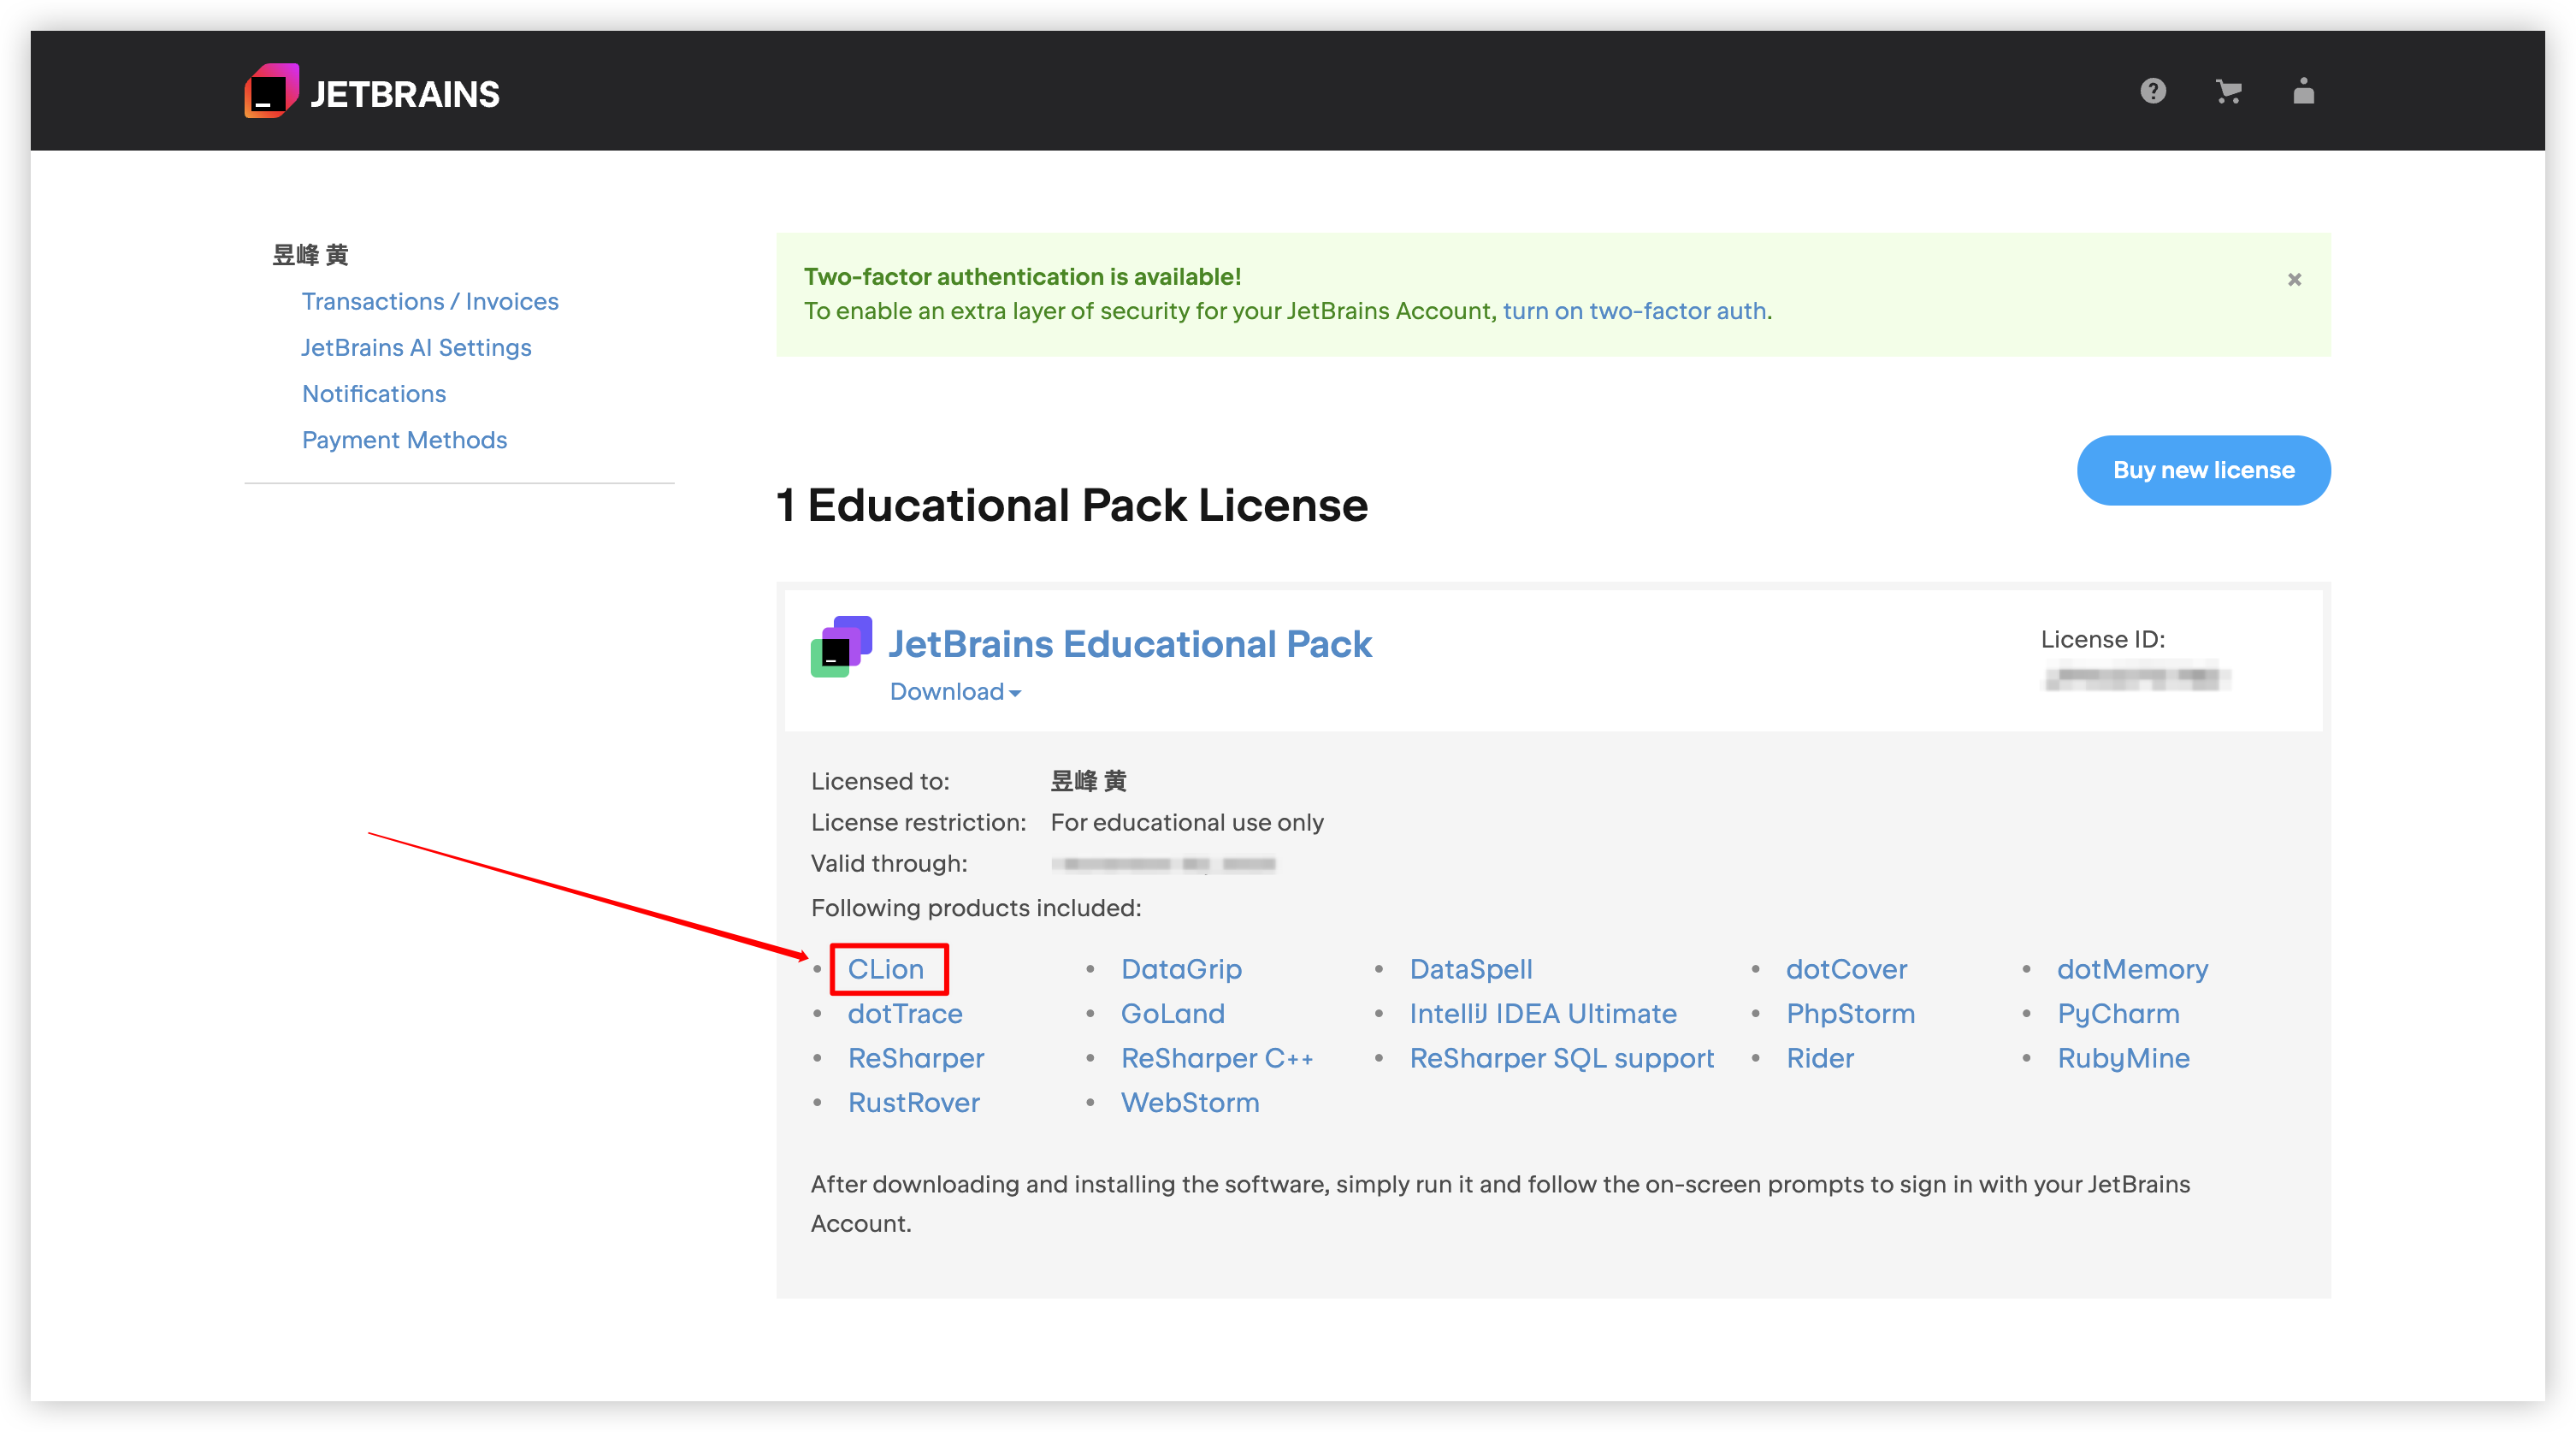 JETBRAINS
昱峰 黄
Transactions / Invoices
JetBrains AI Settings
Notifications
Payment Methods
Two-factor authentication is available!
To enable an extra layer of security for your JetBrains Account, turn on two-factor auth.
Buy new license
1 Educational Pack License
JetBrains Educational Pack
Download
License ID:
Licensed to: 昱峰 黄
License restriction: For educational use only
Valid through:
Following products included:
• CLion • DataGrip • DataSpell • dotCover • dotMemory
• dotTrace • GoLand • IntelliJ IDEA Ultimate • PhpStorm • PyCharm
• ReSharper • ReSharper C++ • ReSharper SQL support • Rider • RubyMine
• RustRover • WebStorm
After downloading and installing the software, simply run it and follow the on-screen prompts to sign in with your JetBrains
Account.